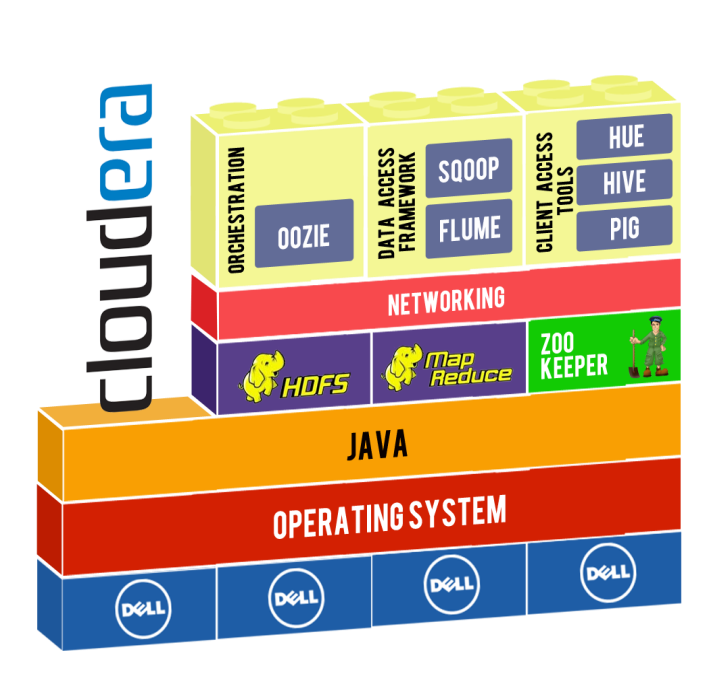 cloudera
ORCHESTRATION
OOZIE
DATA ACCESS
FRAMEWORK
SQOOP
FLUME
CLIENT ACCESS
TOOLS
HUE
HIVE
PIG
NETWORKING
HDFS
Map
Reduce
ZOO
KEEPER
JAVA
OPERATING SYSTEM
DELL
DELL
DELL
DELL